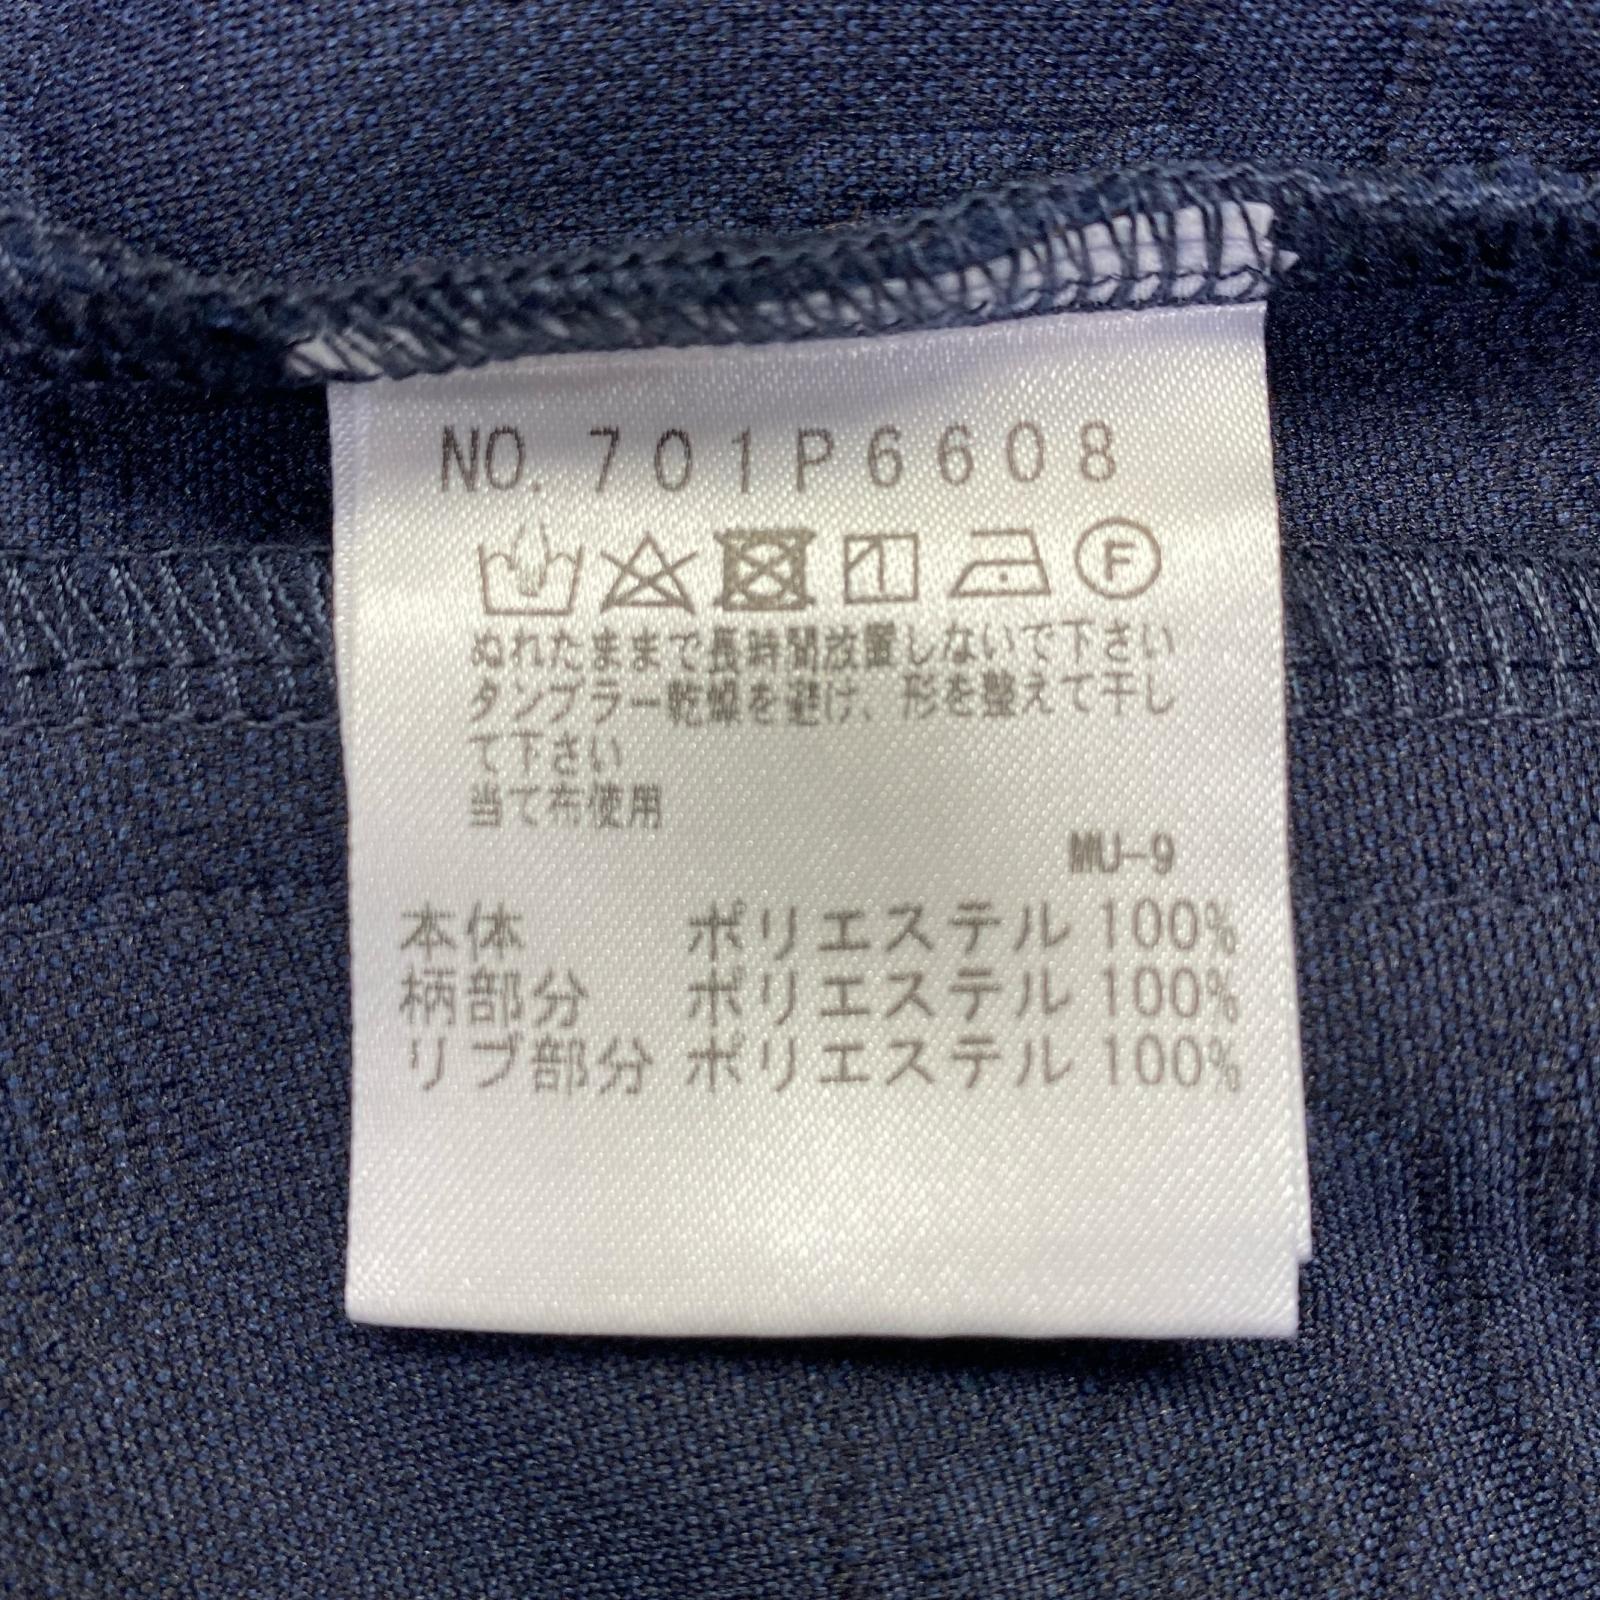 NO. 701P6608
F
ぬれたままで長時間放置しないで下さい
タンブラー乾燥を避け、形を整えて干し
て下さい
当て布使用
MU-9
本体 ポリエステル 100%
柄部分 ポリエステル 100%
リブ部分 ポリエステル 100%